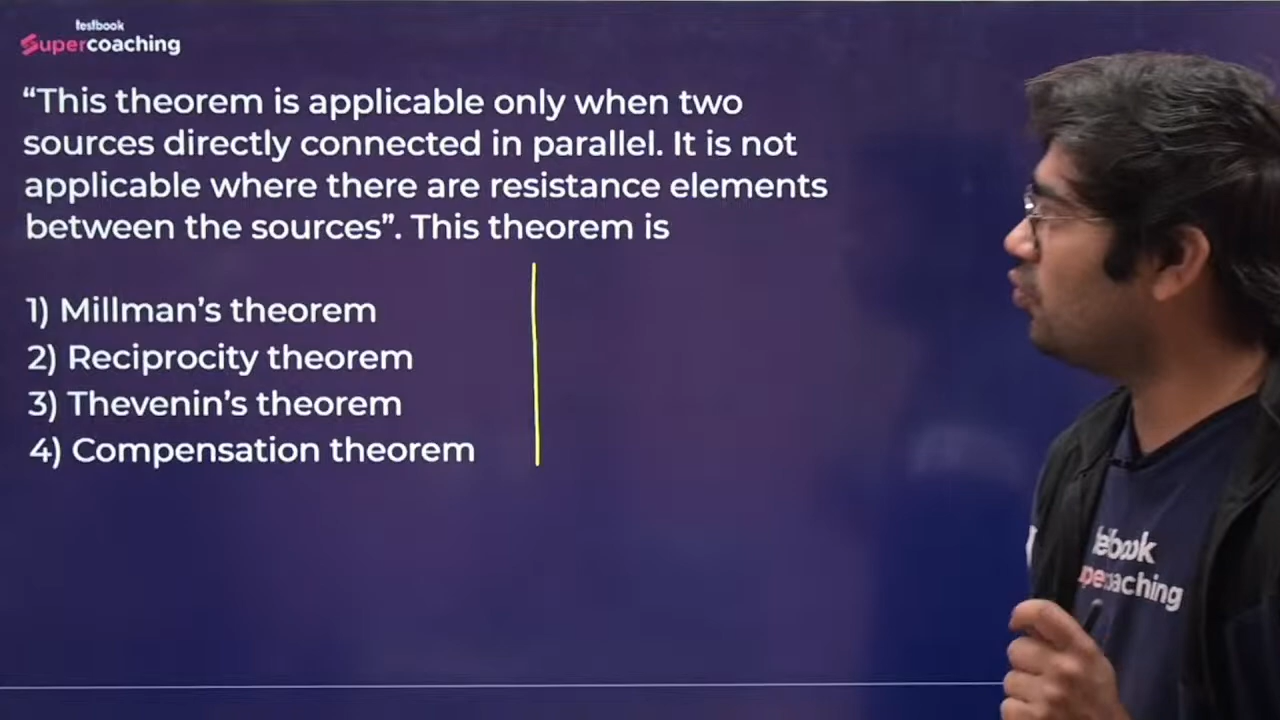 testbook
Supercoaching
“This theorem is applicable only when two
sources directly connected in parallel. It is not
applicable where there are resistance elements
between the sources”. This theorem is
1) Millman’s theorem
2) Reciprocity theorem
3) Thevenin’s theorem
4) Compensation theorem
testbook
supercoaching